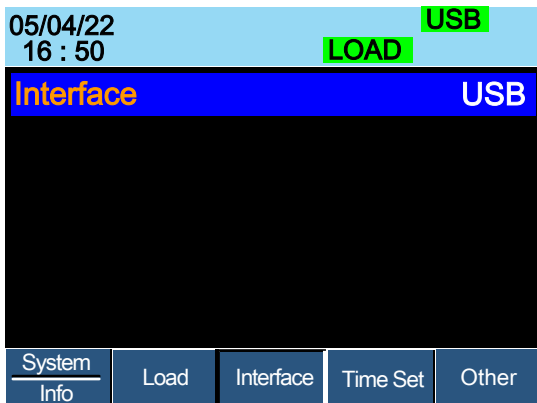 05/04/22
USB
16 : 50
LOAD
Interface USB
System
Info
Load
Interface
Time Set
Other